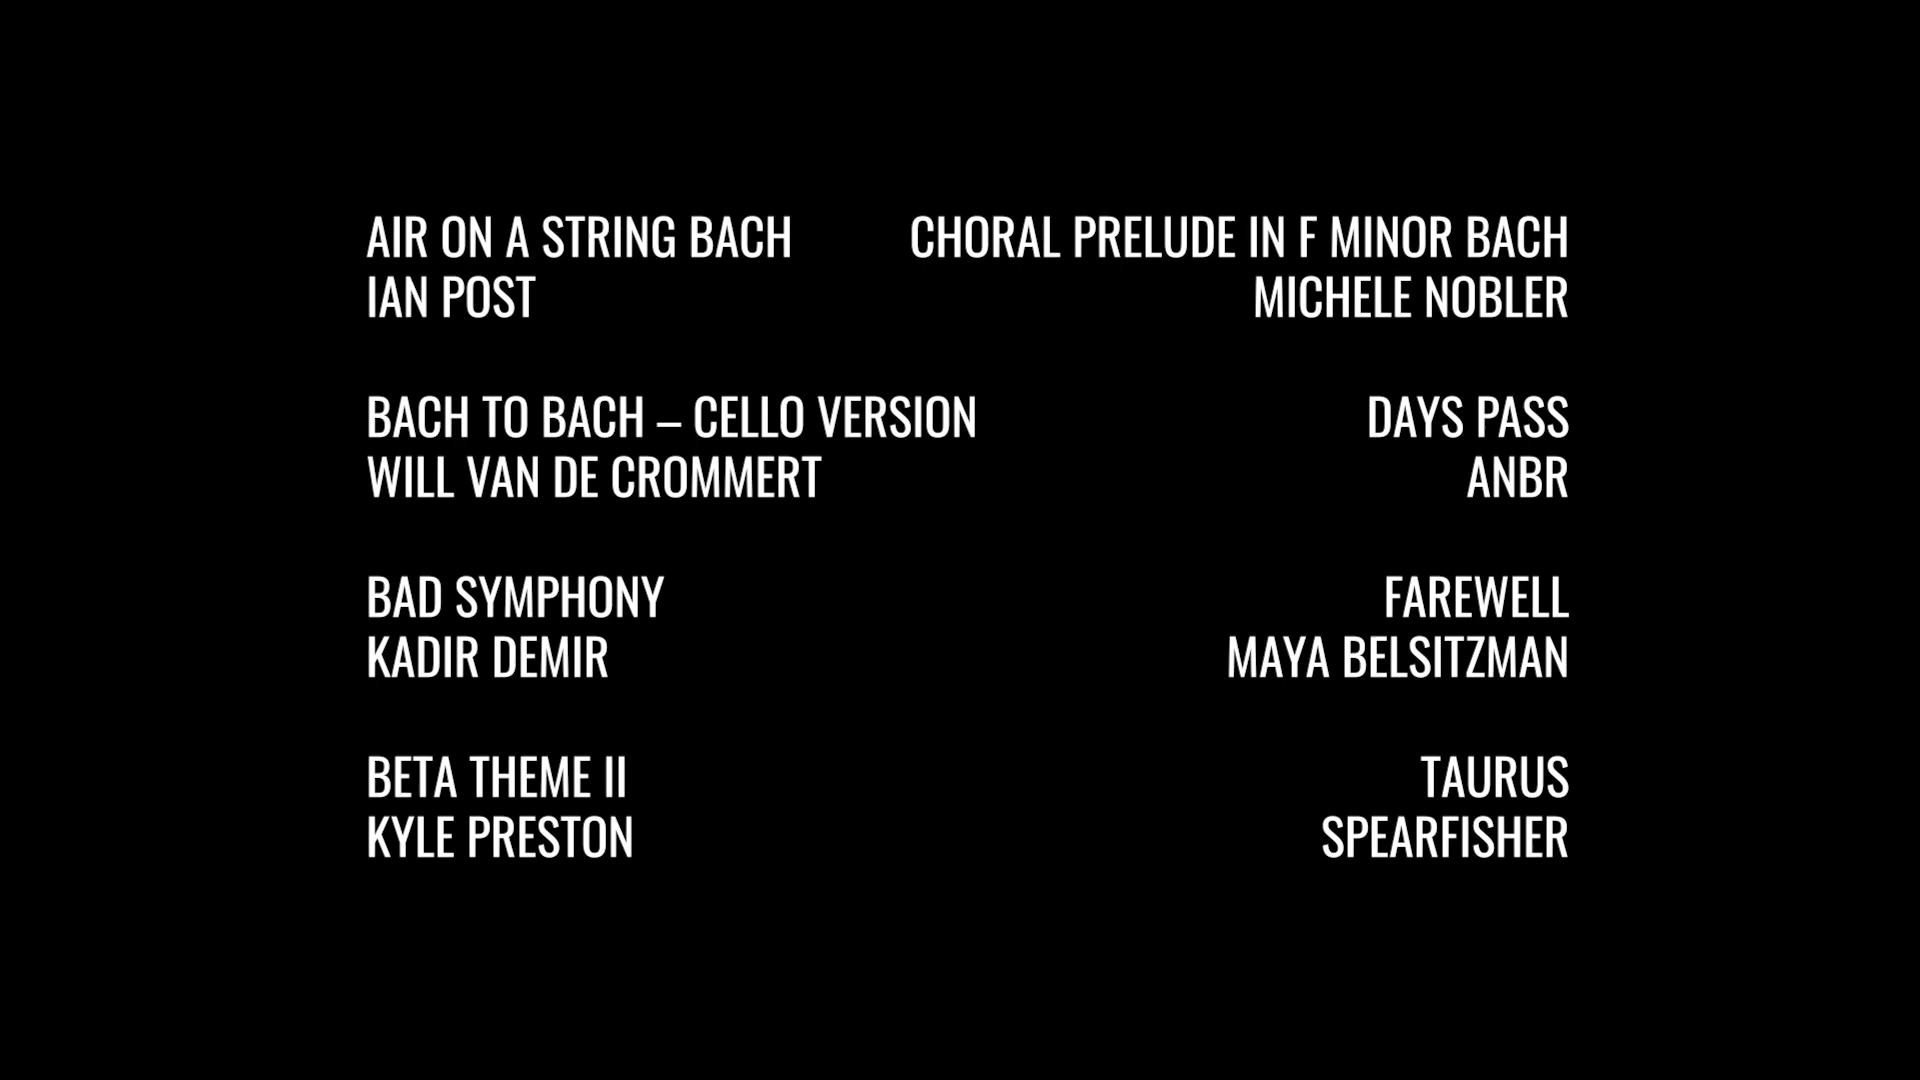 AIR ON A STRING BACH
IAN POST
CHORAL PRELUDE IN F MINOR BACH
MICHELE NOBLER
BACH TO BACH – CELLO VERSION
WILL VAN DE CROMMERT
DAYS PASS
ANBR
BAD SYMPHONY
KADIR DEMIR
FAREWELL
MAYA BELSITZMAN
BETA THEME II
KYLE PRESTON
TAURUS
SPEARFISHER